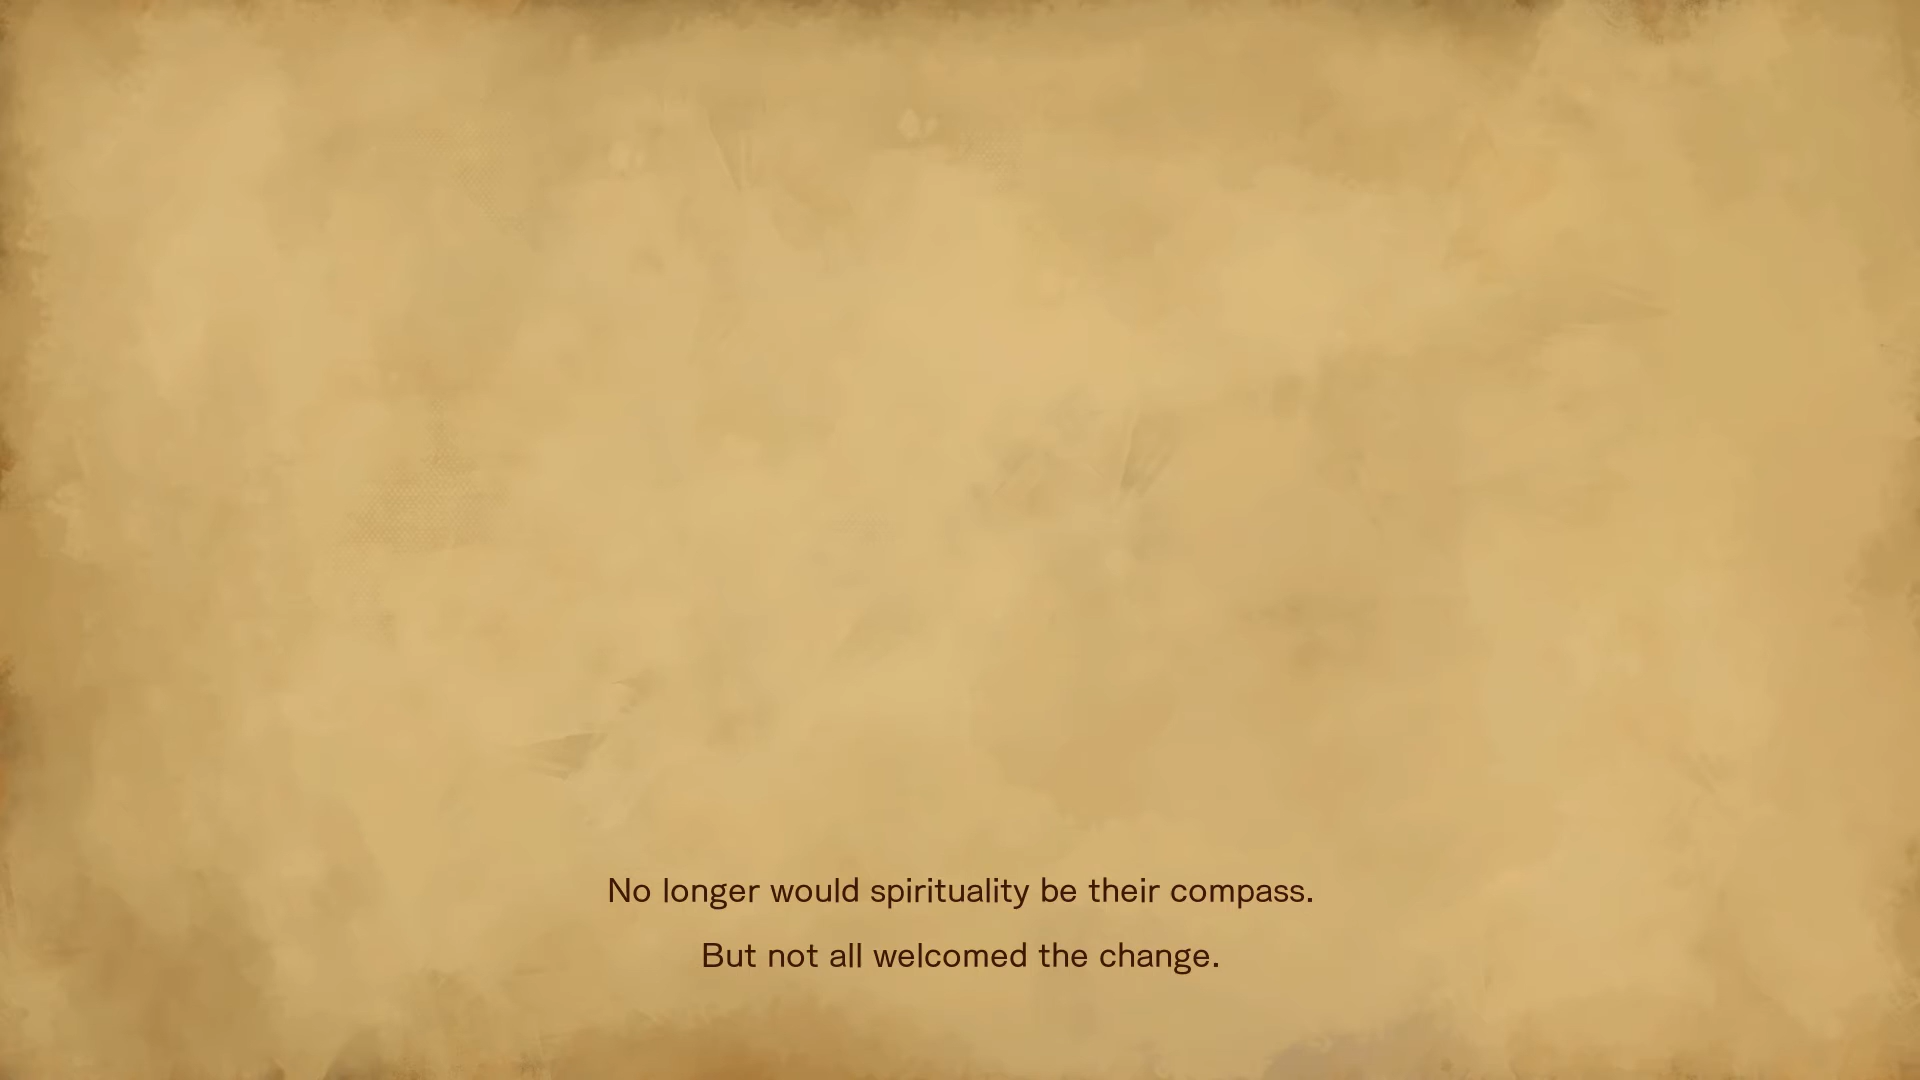 No longer would spirituality be their compass.
But not all welcomed the change.